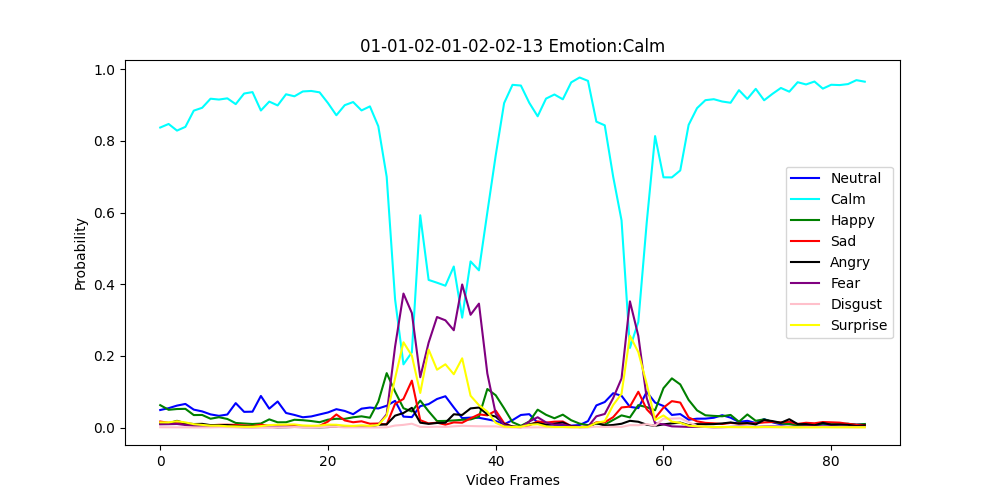 01-01-02-01-02-02-13 Emotion:Calm
1.0
0.8
0.6
0.4
0.2
0.0
Probability
0 20 40 60 80
Video Frames
Neutral
Calm
Happy
Sad
Angry
Fear
Disgust
Surprise